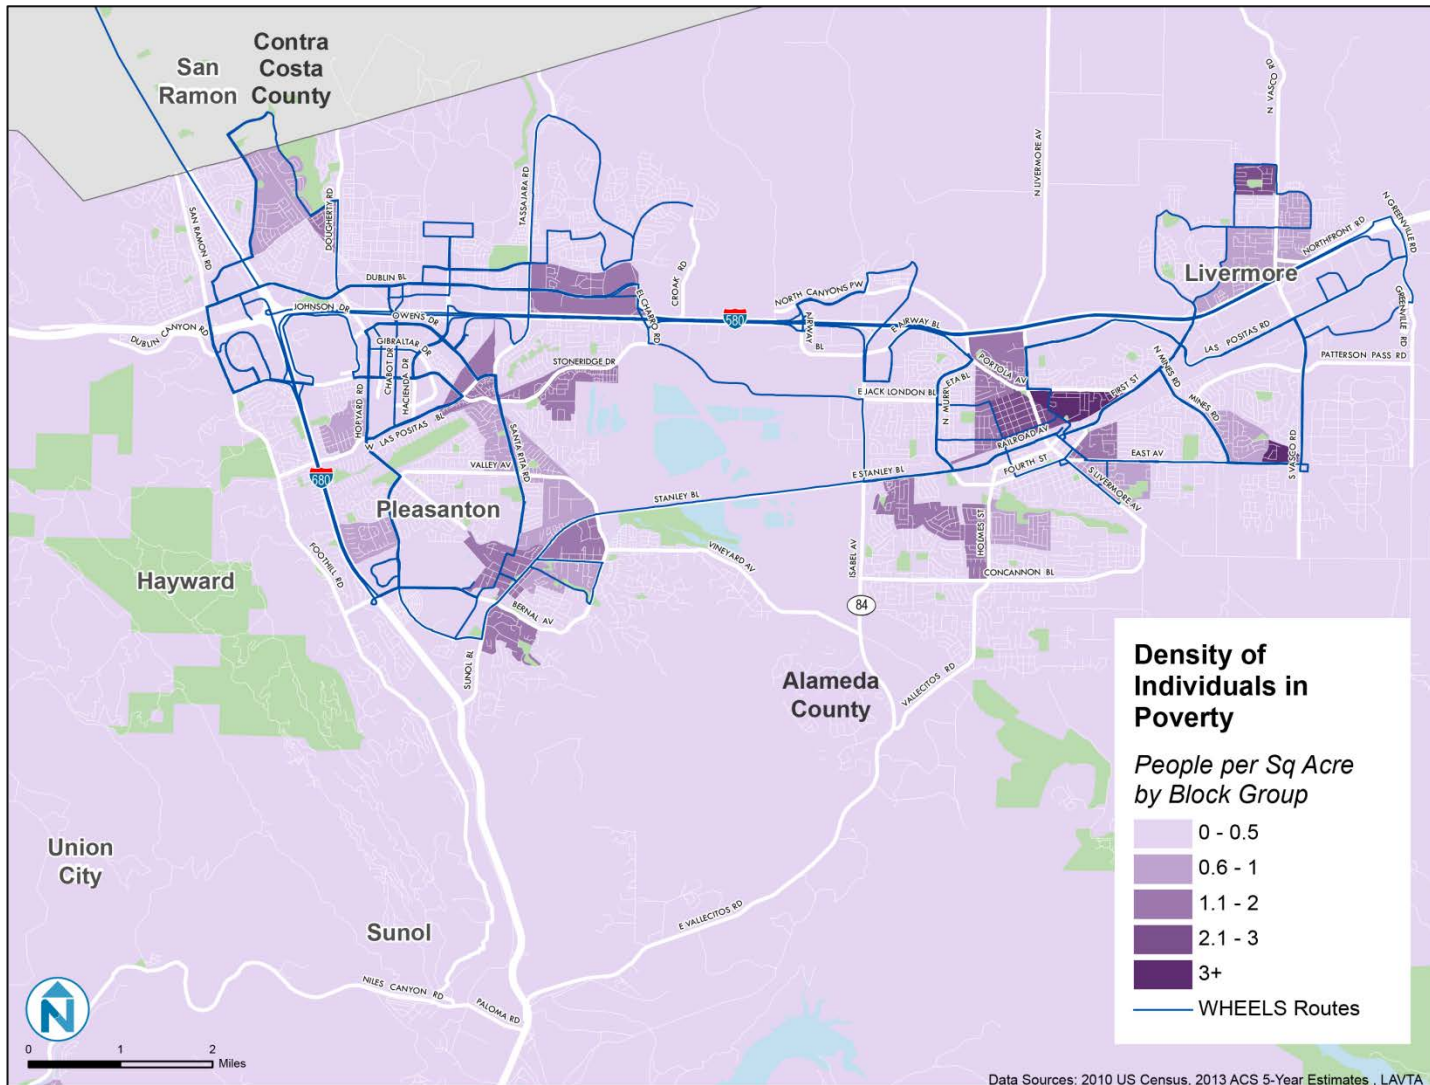 Contra
Costa
County
San
Ramon
N VASCO RD
N LIVERMORE AV
TASSAJARA RD
DOUGHERTY RD
SAN RAMON RD
N GREENVILLE RD
NORTHFRONT RD
Livermore
DUBLIN BL
CROAK RD
EL CHARRO RD
NORTH CANYONS PW
JOHNSON DR
OWENS DR
580
AIRWAY
BL
E AIRWAY BL
GREENVILLE RD
LAS POSITAS RD
DUBLIN CANYON RD
GIBRALTAR DR
STONERIDGE DR
PATTERSON PASS RD
CHABOT DR
HACIENDA DR
PORTOLA AV
N MINES RD
E JACK LONDON BL
N MURRIETA BL
FIRST ST
HOPYARD RD
W LAS POSITAS BL
MINES RD
SANTA RITA RD
RAILROAD AV
EAST AV
S VASCO RD
VALLEY AV
E STANLEY BL
FOURTH ST
S LIVERMORE AV
680
STANLEY BL
Pleasanton
HOLMES ST
FOOTHILL RD
VINEYARD AV
ISABEL AV
Hayward
CONCANNON BL
BERNAL AV
84
SUNOL BL
Alameda
County
VALLECITOS RD
Density of
Individuals in
Poverty
People per Sq Acre
by Block Group
0 - 0.5
0.6 - 1
1.1 - 2
2.1 - 3
3+
WHEELS Routes
Union
City
E VALLECITOS RD
Sunol
NILES CANYON RD
PALOMA RD
N
0 1 2
Miles
Data Sources: 2010 US Census, 2013 ACS 5-Year Estimates , LAVTA